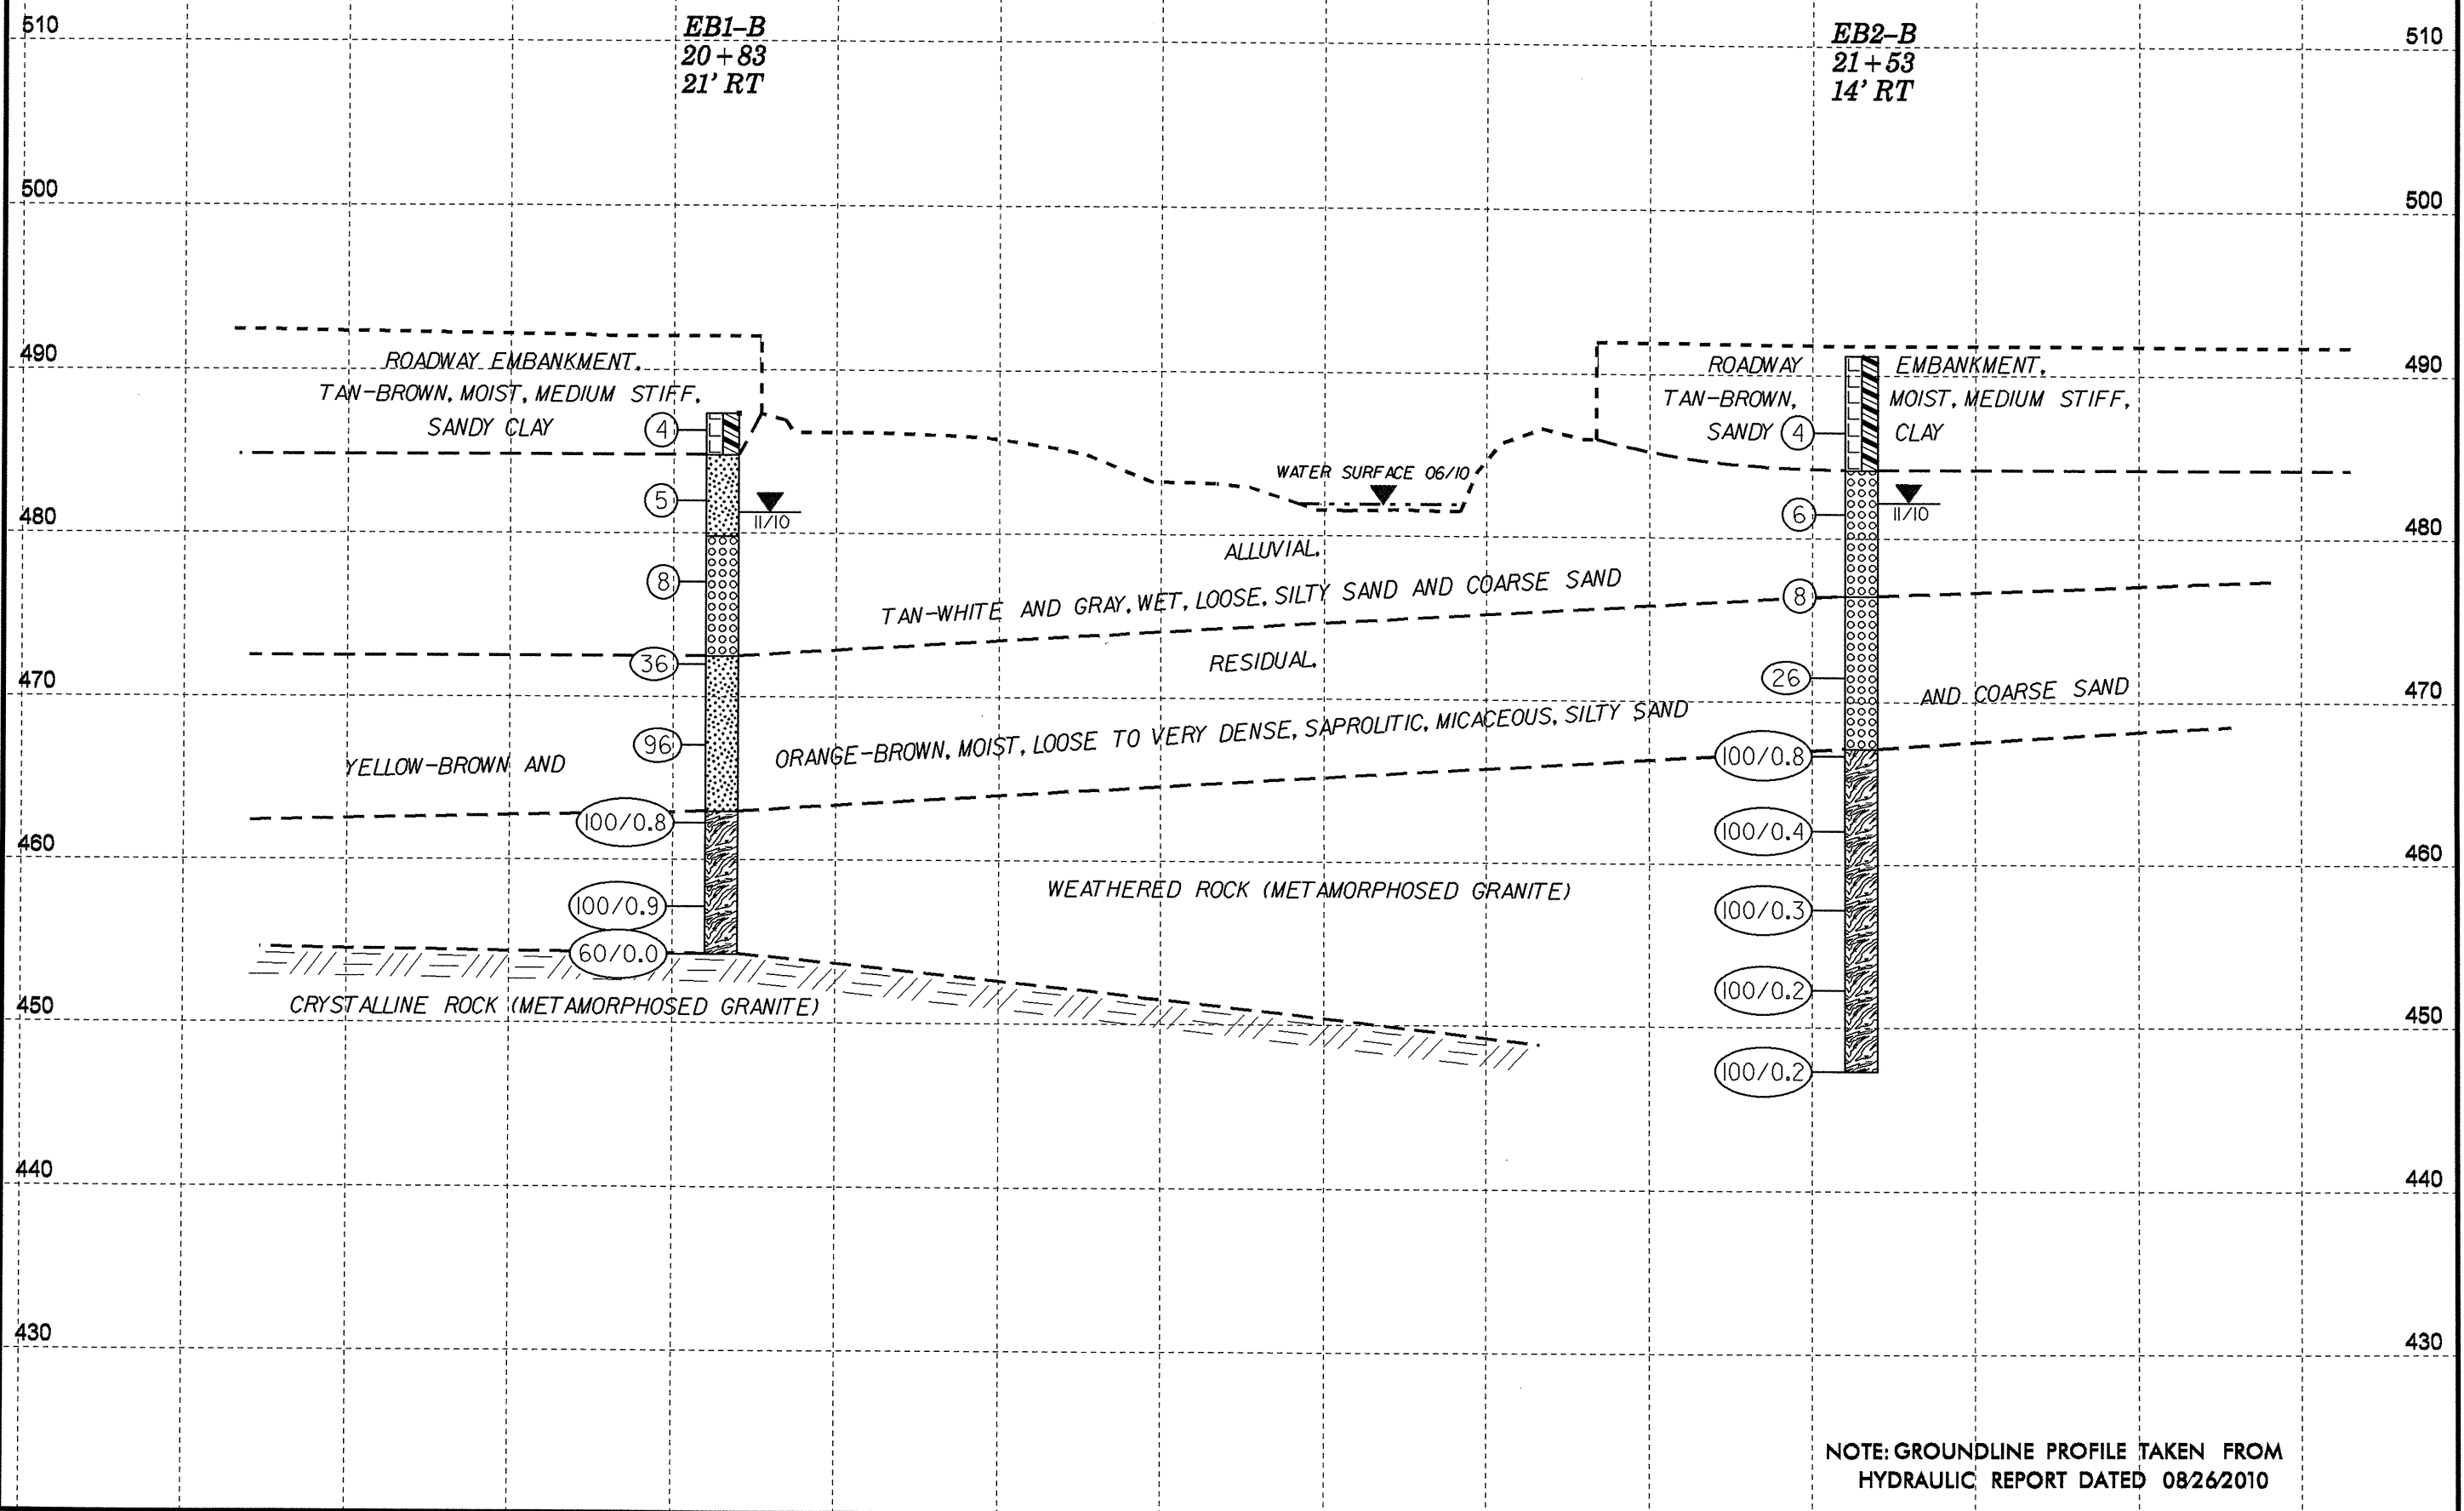 510
EB1-B
20+83
21' RT
EB2-B
21+53
14' RT
510
500
500
490
ROADWAY EMBANKMENT,
TAN-BROWN, MOIST, MEDIUM STIFF,
SANDY CLAY
4
ROADWAY EMBANKMENT,
TAN-BROWN, MOIST, MEDIUM STIFF,
SANDY 4 CLAY
490
WATER SURFACE 06/10
5
11/10
6
11/10
480
480
8
ALLUVIAL,
TAN-WHITE AND GRAY, WET, LOOSE, SILTY SAND AND COARSE SAND
8
36
RESIDUAL,
26
470
470
YELLOW-BROWN AND ORANGE-BROWN, MOIST, LOOSE TO VERY DENSE, SAPROLITIC, MICACEOUS, SILTY SAND AND COARSE SAND
96
100/0.8
100/0.8
100/0.4
460
460
WEATHERED ROCK (METAMORPHOSED GRANITE)
100/0.9
100/0.3
60/0.0
100/0.2
450
CRYSTALLINE ROCK (METAMORPHOSED GRANITE)
450
100/0.2
440
440
430
430
NOTE: GROUNDLINE PROFILE TAKEN FROM
HYDRAULIC REPORT DATED 08/26/2010